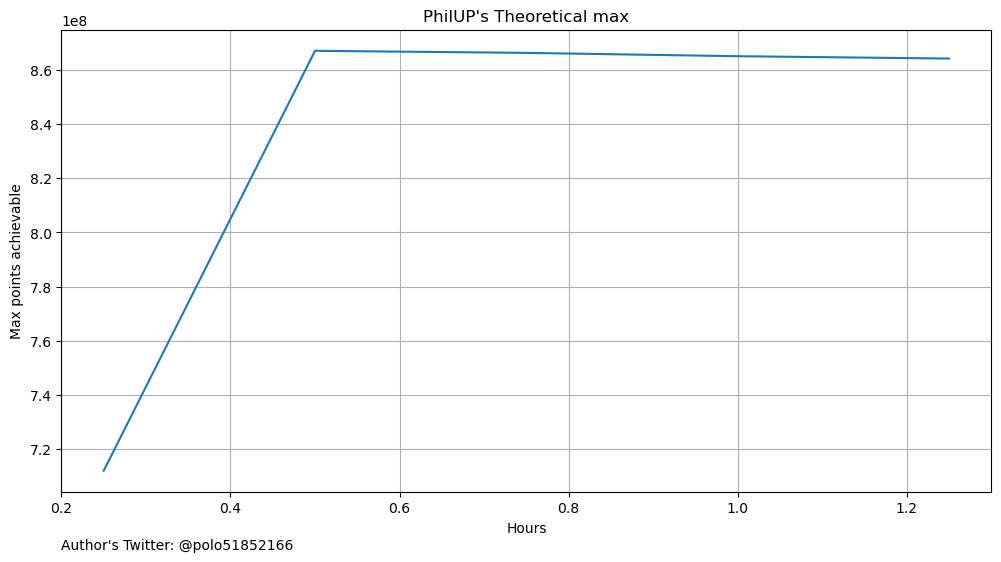 PhilUP's Theoretical max
1e8
8.6
8.4
8.2
8.0
7.8
7.6
7.4
7.2
Max points achievable
0.2 0.4 0.6 0.8 1.0 1.2
Hours
Author's Twitter: @polo51852166